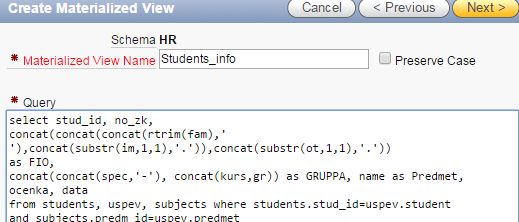 Create Materialized View
Cancel
< Previous
Next >
Schema HR
* Materialized View Name Students_info
Preserve Case
* Query
select stud_id, no_zk,
concat(concat(concat(rtrim(fam),'
'),concat(substr(im,1,1),'.')),concat(substr(ot,1,1),'.'))
as FIO,
concat(concat(spec,'-'), concat(kurs,gr)) as GRUPPA, name as Predmet,
ocenka, data
from students, uspev, subjects where students.stud_id=uspev.student
and subjects.predm_id=uspev.predmet